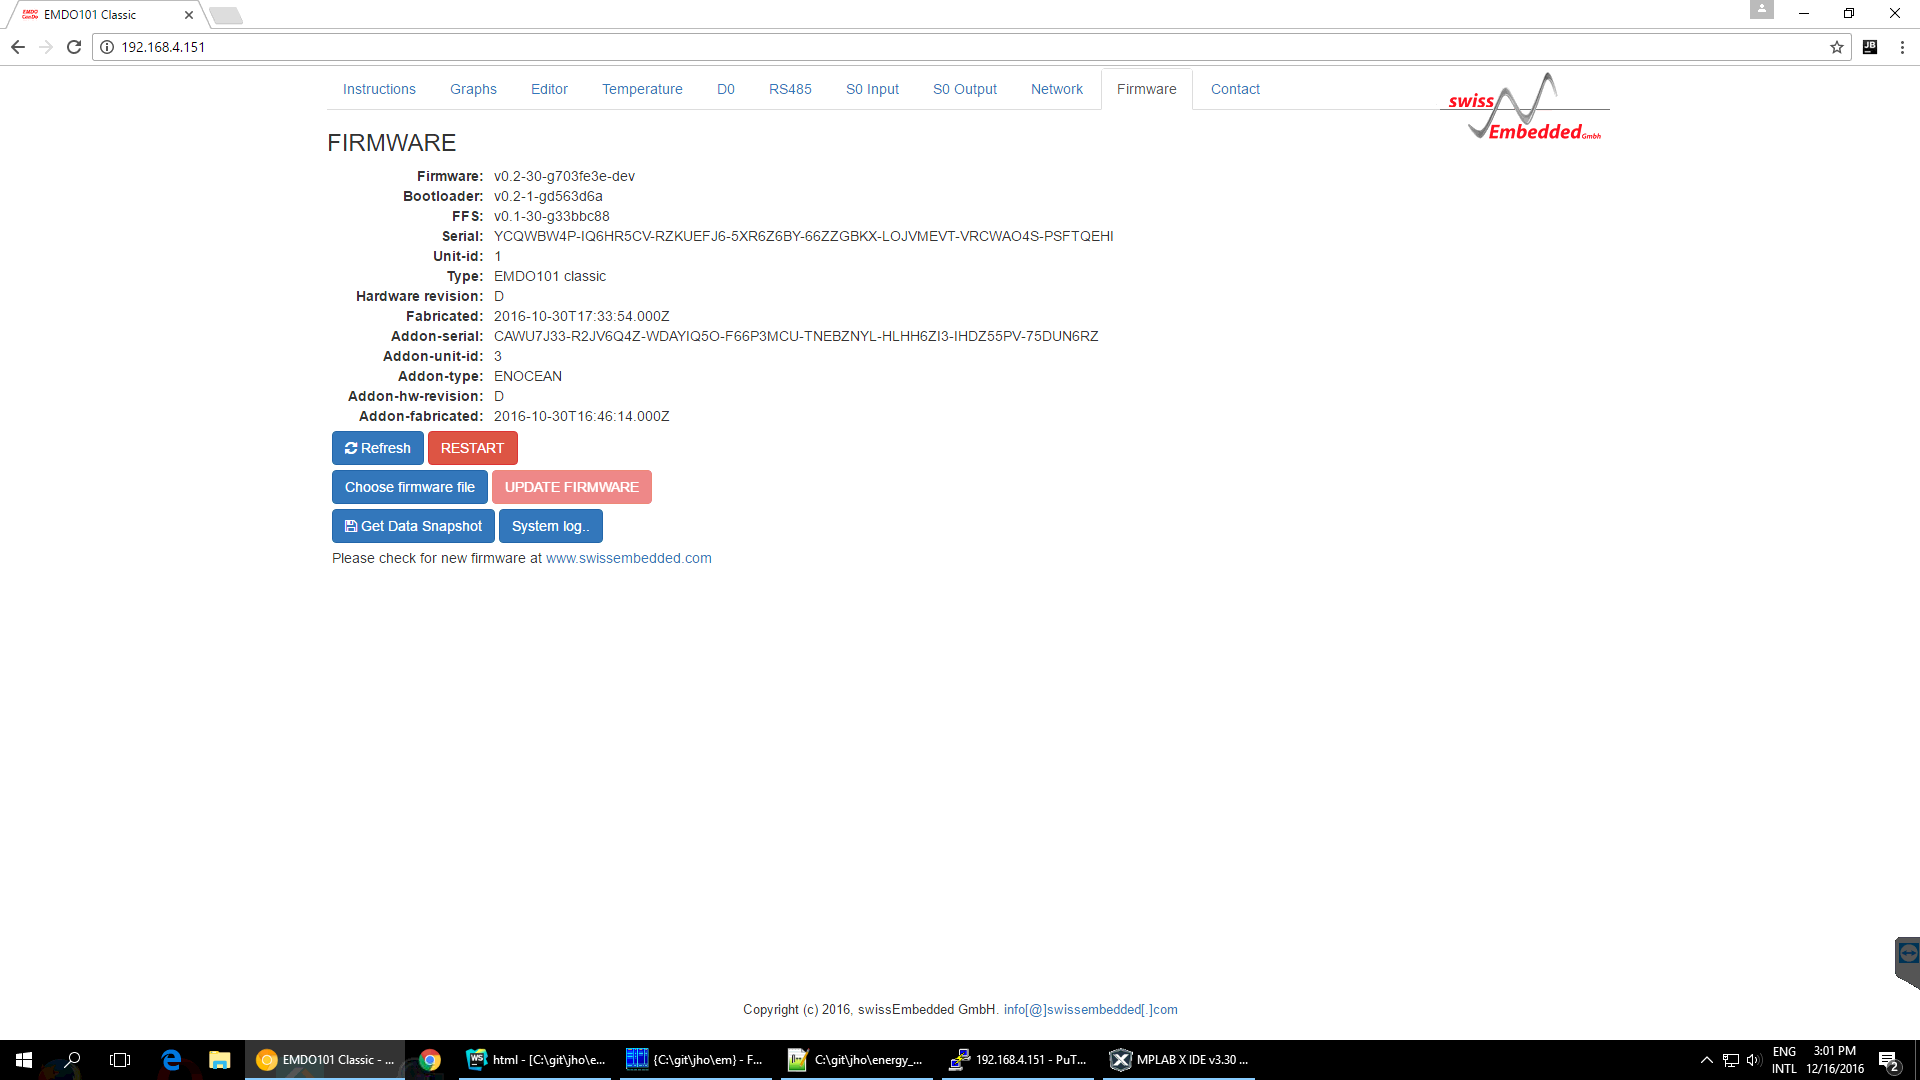 EMDO101 Classic
192.168.4.151
Instructions Graphs Editor Temperature D0 RS485 S0 Input S0 Output Network Firmware Contact
swiss
Embedded Gmbh
FIRMWARE
Firmware: v0.2-30-g703fe3e-dev
Bootloader: v0.2-1-gd563d6a
FFS: v0.1-30-g33bbc88
Serial: YCQWBW4P-IQ6HR5CV-RZKUEFJ6-5XR6Z6BY-66ZZGBKX-LOJVMEVT-VRCWAO4S-PSFTQEHI
Unit-id: 1
Type: EMDO101 classic
Hardware revision: D
Fabricated: 2016-10-30T17:33:54.000Z
Addon-serial: CAWU7J33-R2JV6Q4Z-WDAYIQ5O-F66P3MCU-TNEBZNYL-HLHH6ZI3-IHDZ55PV-75DUN6RZ
Addon-unit-id: 3
Addon-type: ENOCEAN
Addon-hw-revision: D
Addon-fabricated: 2016-10-30T16:46:14.000Z
Refresh RESTART
Choose firmware file UPDATE FIRMWARE
Get Data Snapshot System log..
Please check for new firmware at www.swissembedded.com
Copyright (c) 2016, swissEmbedded GmbH. info[@]swissembedded[.]com
EMDO101 Classic - ... html - [C:\git\jho\e... {C:\git\jho\em} - F... C:\git\jho\energy_... 192.168.4.151 - PuT... MPLAB X IDE v3.30 ...
ENG 3:01 PM
INTL 12/16/2016 2